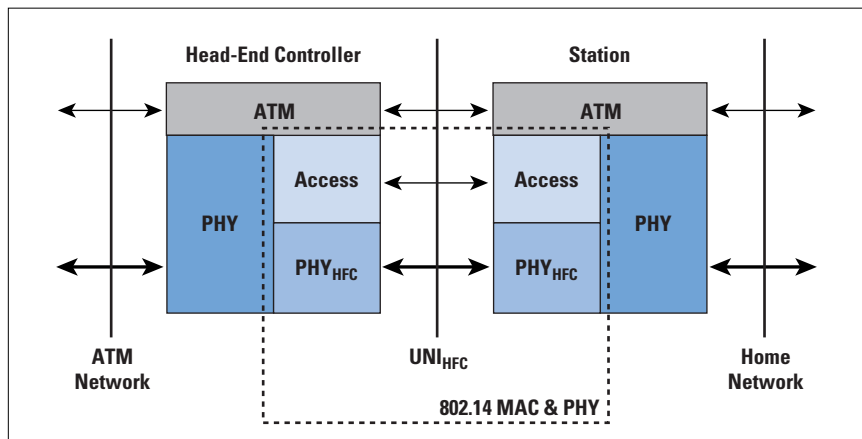 Head-End Controller
Station
ATM
ATM
Access
Access
PHY
PHY
PHYHFC
PHYHFC
ATM
Network
UNIHFC
Home
Network
802.14 MAC & PHY